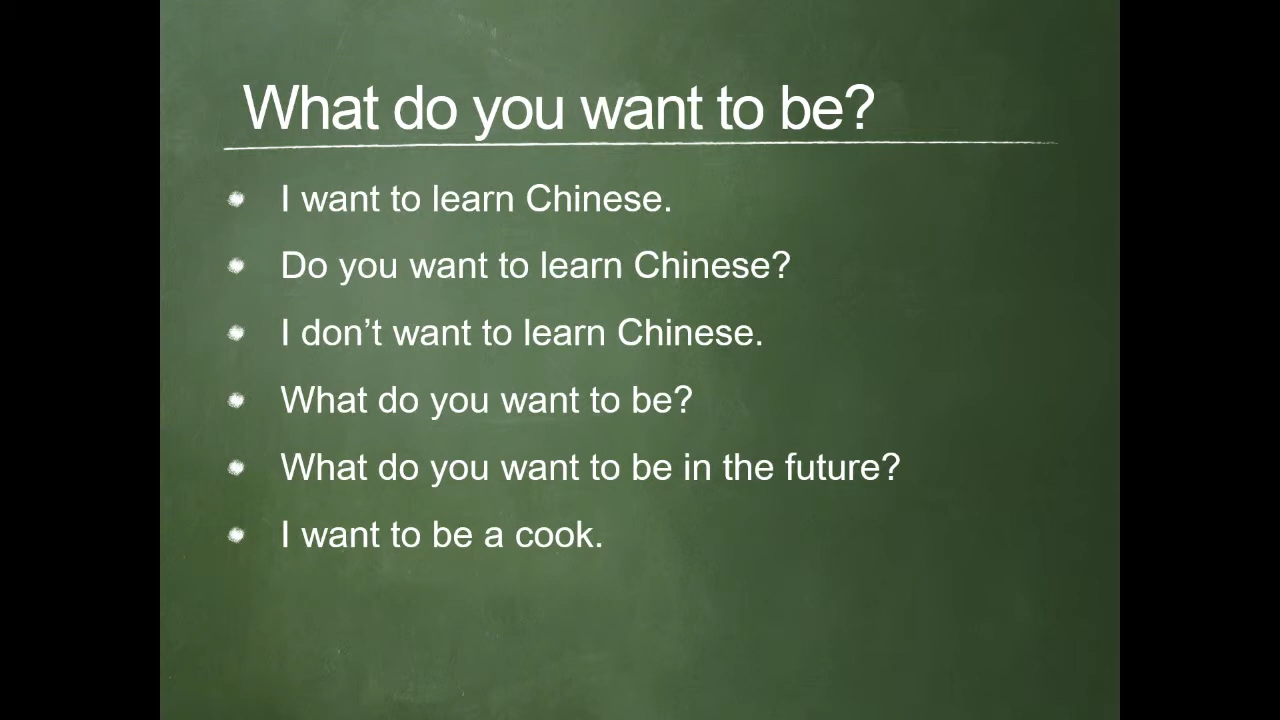 What do you want to be?
I want to learn Chinese.
Do you want to learn Chinese?
I don’t want to learn Chinese.
What do you want to be?
What do you want to be in the future?
I want to be a cook.